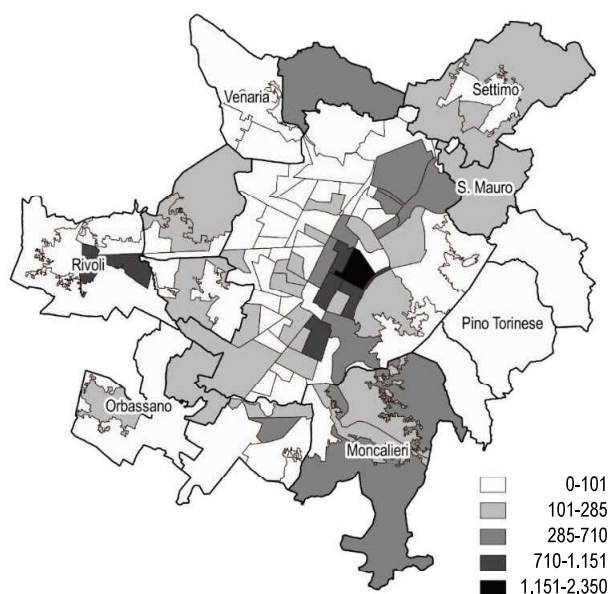 Venaria
Settimo
S. Mauro
Rivoli
Pino Torinese
Orbassano
Moncalieri
0-101
101-285
285-710
710-1.151
1.151-2.350